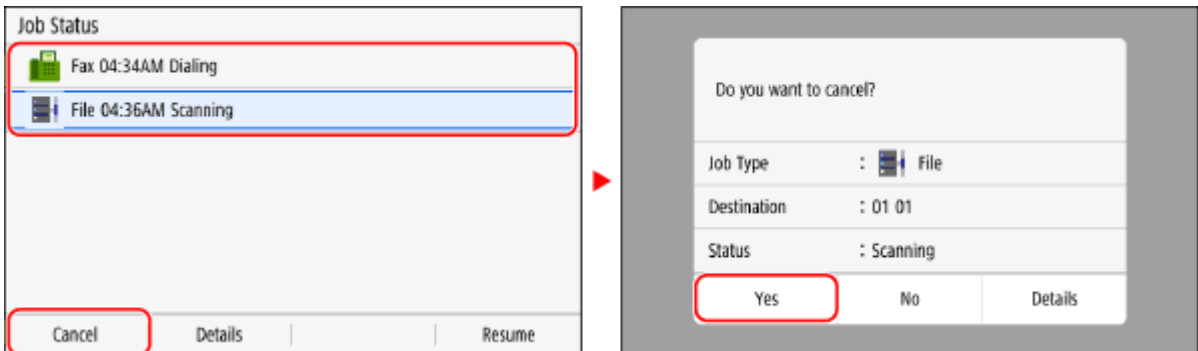 Job Status
Fax 04:34AM Dialing
File 04:36AM Scanning
Cancel Details Resume
Do you want to cancel?
Job Type : File
Destination : 01 01
Status : Scanning
Yes No Details